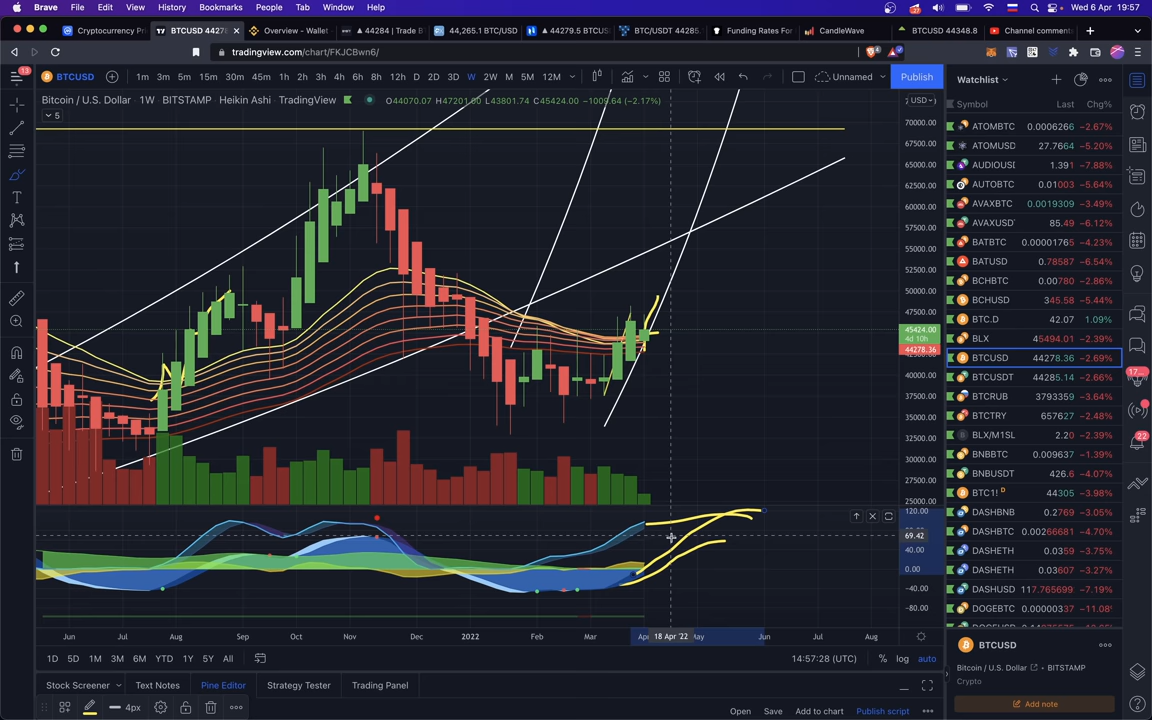 Brave File Edit View History Bookmarks People Tab Window Help Wed 6 Apr 19:57
Cryptocurrency Pr BTCUSD 4427 Overview - Wallet ▲ 44284 | Trade B 44,265.1 BTC/USD ▲ 44279.5 BTCUS BTC/USDT 44285. Funding Rates For CandleWave BTCUSD 44348.8 Channel comments
tradingview.com/chart/FKJCBwn6/
BTCUSD 1m 3m 5m 15m 30m 45m 1h 2h 3h 4h 6h 8h 12h D 2D 3D W 2W M 5M 12M Unnamed Publish
Bitcoin / U.S. Dollar · 1W · BITSTAMP · Heikin Ashi · TradingView O44070.07 H47201.00 L43801.74 C45424.00 −1009.64 (−2.17%)
5
USD
70000.00
67500.00
65000.00
62500.00
60000.00
57500.00
55000.00
52500.00
50000.00
47500.00
45424.00
4d 10h
44278.36
40000.00
37500.00
35000.00
32500.00
30000.00
27500.00
25000.00
120.00
69.42
40.00
0.00
−40.00
−80.00
Jun Jul Aug Sep Oct Nov Dec 2022 Feb Mar 18 Apr '22 Jun Jul Aug
1D 5D 1M 3M 6M YTD 1Y 5Y All 14:57:28 (UTC) % log auto
Stock Screener Text Notes Pine Editor Strategy Tester Trading Panel
4px Open Save Add to chart Publish script
Watchlist
Symbol Last Chg%
ATOMBTC 0.0006266 −2.67%
ATOMUSD 27.7664 −5.20%
AUDIOUSD 1.391 −7.88%
AUTOBTC 0.01003 −5.64%
AVAXBTC 0.0019309 −3.49%
AVAXUSD 85.49 −6.12%
BATBTC 0.00001765 −4.23%
BATUSD 0.78587 −6.54%
BCHBTC 0.00780 −2.86%
BCHUSD 345.58 −5.44%
BTC.D 42.07 1.09%
BLX 45494.01 −2.39%
BTCUSD 44278.36 −2.69%
BTCUSDT 44285.14 −2.66%
BTCRUB 3793359 −3.64%
BTCTRY 657627 −2.48%
BLX/M1SL 2.20 −2.39%
BNBBTC 0.009637 −1.39%
BNBUSDT 426.6 −4.07%
BTC1! D 44305 −3.98%
DASHBNB 0.2769 −3.05%
DASHBTC 0.00266681 −4.70%
DASHETH 0.0359 −3.75%
DASHETH 0.03607 −3.27%
DASHUSD 117.765699 −7.19%
DOGEBTC 0.00000337 −11.08%
BTCUSD
Bitcoin / U.S. Dollar · BITSTAMP
Crypto
Add note
13
22